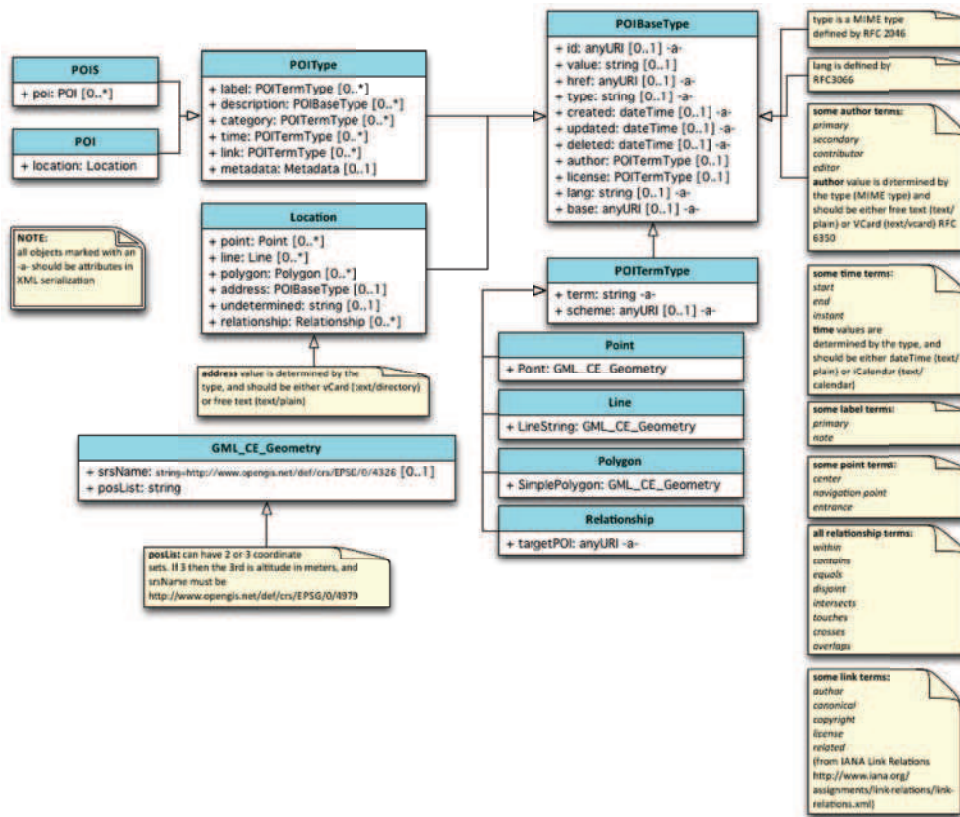 POIS
+ poi: POI [0..*]
POI
+ location: Location
NOTE:
all objects marked with an
-a- should be attributes in
XML serialization
POIType
+ label: POITermType [0..*]
+ description: POIBaseType [0..*]
+ category: POITermType [0..*]
+ time: POITermType [0..*]
+ link: POITermType [0..*]
+ metadata: Metadata [0..1]
Location
+ point: Point [0..*]
+ line: Line [0..*]
+ polygon: Polygon [0..*]
+ address: POIBaseType [0..1]
+ undetermined: string [0..1]
+ relationship: Relationship [0..*]
address value is determined by the
type, and should be either vCard (text/directory)
or free text (text/plain)
GML_CE_Geometry
+ srsName: string=http://www.opengis.net/def/crs/EPSG/0/4326 [0..1]
+ posList: string
posList can have 2 or 3 coordinate
sets. If 3 then the 3rd is altitude in meters, and
srsName must be
http://www.opengis.net/def/crs/EPSG/0/4979
POIBaseType
+ id: anyURI [0..1] -a-
+ value: string [0..1]
+ href: anyURI [0..1] -a-
+ type: string [0..1] -a-
+ created: dateTime [0..1] -a-
+ updated: dateTime [0..1] -a-
+ deleted: dateTime [0..1] -a-
+ author: POITermType [0..1]
+ license: POITermType [0..1]
+ lang: string [0..1] -a-
+ base: anyURI [0..1] -a-
POITermType
+ term: string -a-
+ scheme: anyURI [0..1] -a-
Point
+ Pont: GML_CE_Geometry
Line
+ LineString: GML_CE_Geometry
Polygon
+ SimplePolygon: GML_CE_Geometry
Relationship
+ targetPOI: anyURI -a-
type is a MIME type
defined by RFC 2046
lang is defined by
RFC3066
some author terms:
primary
secondary
contributor
editor
author value is determined by
the type (MIME type) and
should be either free text (text/
plain) or VCard (text/vcard) RFC
6350
some time terms:
start
end
instant
time values are
determined by the type, and
should be either dateTime (text/
plain) or iCalendar (text/
calendar)
some label terms:
primary
note
some point terms:
center
navigation point
entrance
all relationship terms:
within
contains
equals
disjoint
intersects
touches
crosses
overlaps
some link terms:
author
canonical
copyright
license
related
(from IANA Link Relations
http://www.iana.org/
assignments/link-relations/link-
relations.xml)